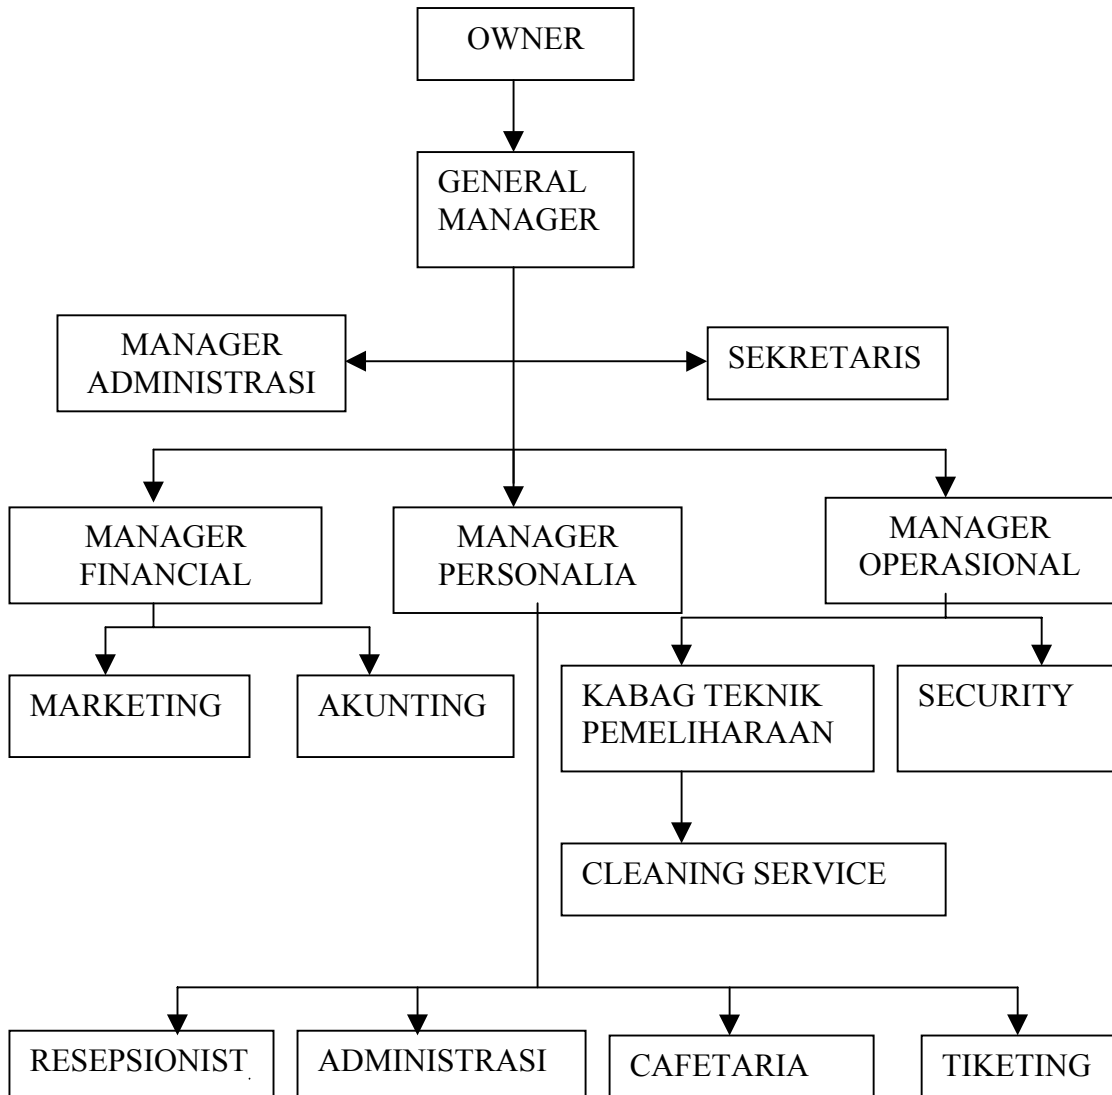 OWNER
GENERAL
MANAGER
MANAGER
ADMINISTRASI
SEKRETARIS
MANAGER
FINANCIAL
MANAGER
PERSONALIA
MANAGER
OPERASIONAL
MARKETING
AKUNTING
KABAG TEKNIK
PEMELIHARAAN
SECURITY
CLEANING SERVICE
RESEPSIONIST
ADMINISTRASI
CAFETARIA
TIKETING